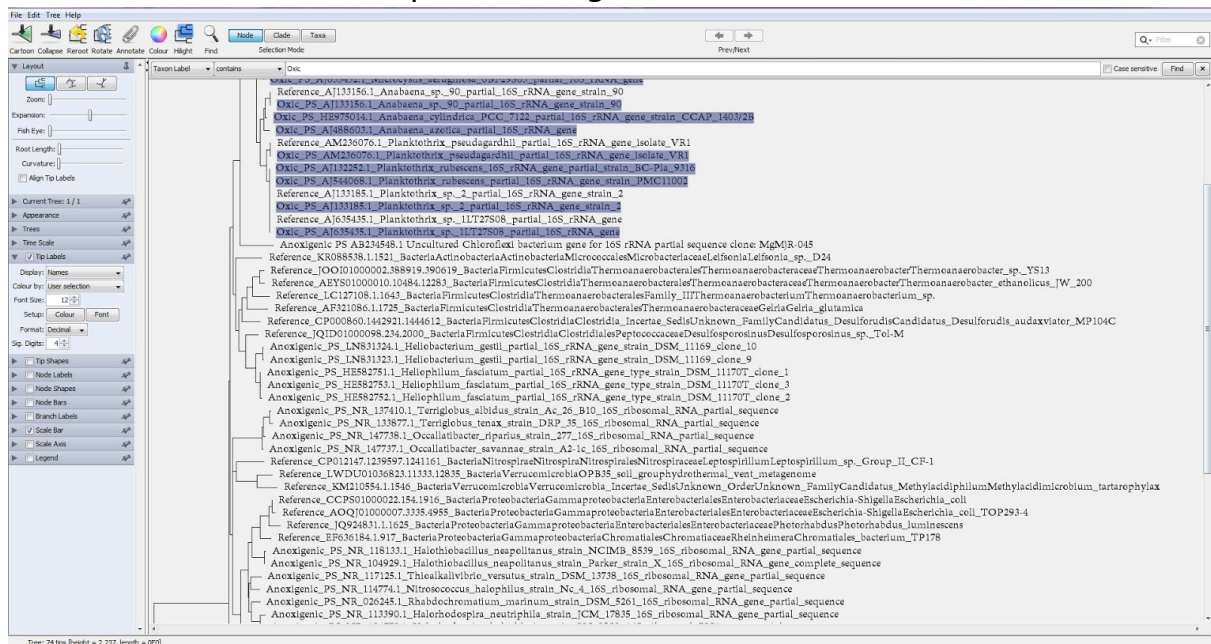 File Edit Tree Help
Cartoon Collapse Reroot Rotate Annotate Colour Hilight Find
Node Clade Taxa
Selection Mode
Prev/Next
Filter
Layout
Zoom:
Expansion:
Fish Eye:
Root Length:
Curvature:
Align Tip Labels
Current Tree: 1 / 1
Appearance
Trees
Time Scale
Tip Labels
Display: Names
Colour by: User selection
Font Size: 12
Setup: Colour Font
Format: Decimal
Sig. Digits: 4
Tip Shapes
Node Labels
Node Shapes
Node Bars
Branch Labels
Scale Bar
Scale Axis
Legend
Taxon Label contains Oxic Case sensitive Find x
Reference_AJ133156.1_Anabaena_sp._90_partial_16S_rRNA_gene_strain_90
Oxic_PS_AJ133156.1_Anabaena_sp._90_partial_16S_rRNA_gene_strain_90
Oxic_PS_HE975014.1_Anabaena_cylindrica_PCC_7122_partial_16S_rRNA_gene_strain_CCAP_1403/2B
Oxic_PS_AJ488603.1_Anabaena_azotica_partial_16S_rRNA_gene
Reference_AM236076.1_Planktothrix_pseudagardhii_partial_16S_rRNA_gene_isolate_VR1
Oxic_PS_AM236076.1_Planktothrix_pseudagardhii_partial_16S_rRNA_gene_isolate_VR1
Oxic_PS_AJ132252.1_Planktothrix_rubescens_16S_rRNA_gene_partial_strain_BC-Pla_9316
Oxic_PS_AJ544068.1_Planktothrix_rubescens_partial_16S_rRNA_gene_strain_PMC11002
Reference_AJ133185.1_Planktothrix_sp._2_partial_16S_rRNA_gene_strain_2
Oxic_PS_AJ133185.1_Planktothrix_sp._2_partial_16S_rRNA_gene_strain_2
Reference_AJ635435.1_Planktothrix_sp._1LT27S08_partial_16S_rRNA_gene
Oxic_PS_AJ635435.1_Planktothrix_sp._1LT27S08_partial_16S_rRNA_gene
Anoxigenic PS AB234548.1 Uncultured Chloroflexi bacterium gene for 16S rRNA partial sequence clone: MgMjR-045
Reference_KR088538.1.1521_BacteriaActinobacteriaActinobacteriaMicrococcalesMicrobacteriaceaeLeifsoniaLeifsonia_sp._D24
Reference_JOOI01000002.388919.390619_BacteriaFirmicutesClostridiaThermoanaerobacteralesThermoanaerobacteraceaeThermoanaerobacterThermoanaerobacter_sp._YS13
Reference_AEYS01000010.10484.12283_BacteriaFirmicutesClostridiaThermoanaerobacteralesThermoanaerobacteraceaeThermoanaerobacterThermoanaerobacter_ethanolicus_JW_200
Reference_LC127108.1.1643_BacteriaFirmicutesClostridiaThermoanaerobacteralesFamily_IIIThermoanaerobacteriumThermoanaerobacterium_sp.
Reference_AF321086.1.1725_BacteriaFirmicutesClostridiaThermoanaerobacteralesThermoanaerobacteraceaeGelriaGelria_glutamica
Reference_CP000860.1442921.1444612_BacteriaFirmicutesClostridiaClostridia_Incertae_SedisUnknown_FamilyCandidatus_DesulforudisCandidatus_Desulforudis_audaxviator_MP104C
Reference_JQID01000098.234.2000_BacteriaFirmicutesClostridiaClostridialesPeptococcaceaeDesulfosporosinusDesulfosporosinus_sp._Tol-M
Anoxigenic_PS_LN831324.1_Heliobacterium_gestii_partial_16S_rRNA_gene_strain_DSM_11169_clone_10
Anoxigenic_PS_LN831323.1_Heliobacterium_gestii_partial_16S_rRNA_gene_strain_DSM_11169_clone_9
Anoxigenic_PS_HE582751.1_Heliophilum_fasciatum_partial_16S_rRNA_gene_type_strain_DSM_11170T_clone_1
Anoxigenic_PS_HE582753.1_Heliophilum_fasciatum_partial_16S_rRNA_gene_type_strain_DSM_11170T_clone_3
Anoxigenic_PS_HE582752.1_Heliophilum_fasciatum_partial_16S_rRNA_gene_type_strain_DSM_11170T_clone_2
Anoxigenic_PS_NR_137410.1_Terriglobus_albidus_strain_Ac_26_B10_16S_ribosomal_RNA_partial_sequence
Anoxigenic_PS_NR_133877.1_Terriglobus_tenax_strain_DRP_35_16S_ribosomal_RNA_partial_sequence
Anoxigenic_PS_NR_147738.1_Occallatibacter_riparius_strain_277_16S_ribosomal_RNA_partial_sequence
Anoxigenic_PS_NR_147737.1_Occallatibacter_savannae_strain_A2-1c_16S_ribosomal_RNA_partial_sequence
Reference_CP012147.1239597.1241161_BacteriaNitrospiraeNitrospiraNitrospiralesNitrospiraceaeLeptospirillumLeptospirillum_sp._Group_II_CF-1
Reference_LWDU01036823.11333.12835_BacteriaVerrucomicrobiaOPB35_soil_grouphydrothermal_vent_metagenome
Reference_KM210554.1.1546_BacteriaVerrucomicrobiaVerrucomicrobia_Incertae_SedisUnknown_OrderUnknown_FamilyCandidatus_MethylacidiphilumMethylacidimicrobium_tartarophylax
Reference_CCPS01000022.154.1916_BacteriaProteobacteriaGammaproteobacteriaEnterobacterialesEnterobacteriaceaeEscherichia-ShigellaEscherichia_coli
Reference_AOQJ01000007.3335.4955_BacteriaProteobacteriaGammaproteobacteriaEnterobacterialesEnterobacteriaceaeEscherichia-ShigellaEscherichia_coli_TOP293-4
Reference_JQ924831.1.1625_BacteriaProteobacteriaGammaproteobacteriaEnterobacterialesEnterobacteriaceaePhotorhabdusPhotorhabdus_luminescens
Reference_EF636184.1.917_BacteriaProteobacteriaGammaproteobacteriaChromatialesChromatiaceaeRheinheimeraChromatiales_bacterium_TP178
Anoxigenic_PS_NR_118133.1_Halothiobacillus_neapolitanus_strain_NCIMB_8539_16S_ribosomal_RNA_gene_partial_sequence
Anoxigenic_PS_NR_104929.1_Halothiobacillus_neapolitanus_strain_Parker_strain_X_16S_ribosomal_RNA_gene_complete_sequence
Anoxigenic_PS_NR_117125.1_Thioalkalivibrio_versutus_strain_DSM_13738_16S_ribosomal_RNA_gene_partial_sequence
Anoxigenic_PS_NR_114774.1_Nitrosococcus_halophilus_strain_Nc_4_16S_ribosomal_RNA_gene_partial_sequence
Anoxigenic_PS_NR_026245.1_Rhabdochromatium_marinum_strain_DSM_5261_16S_ribosomal_RNA_gene_partial_sequence
Anoxigenic_PS_NR_113390.1_Halorhodospira_neutriphila_strain_JCM_17835_16S_ribosomal_RNA_gene_partial_sequence